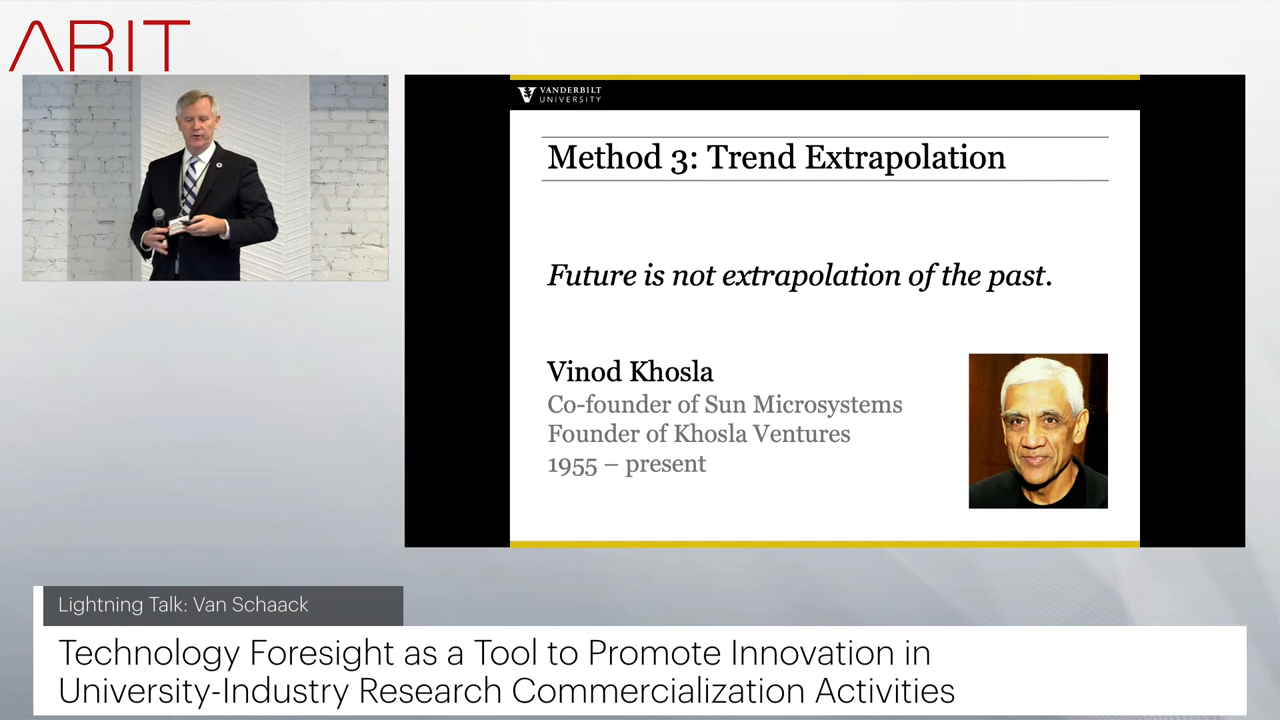 ARIT
VANDERBILT
UNIVERSITY
Method 3: Trend Extrapolation
Future is not extrapolation of the past.
Vinod Khosla
Co-founder of Sun Microsystems
Founder of Khosla Ventures
1955 – present
Lightning Talk: Van Schaack
Technology Foresight as a Tool to Promote Innovation in
University-Industry Research Commercialization Activities